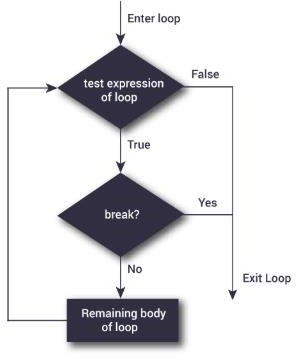 Enter loop
test expression
of loop
False
True
break?
Yes
No
Exit Loop
Remaining body
of loop